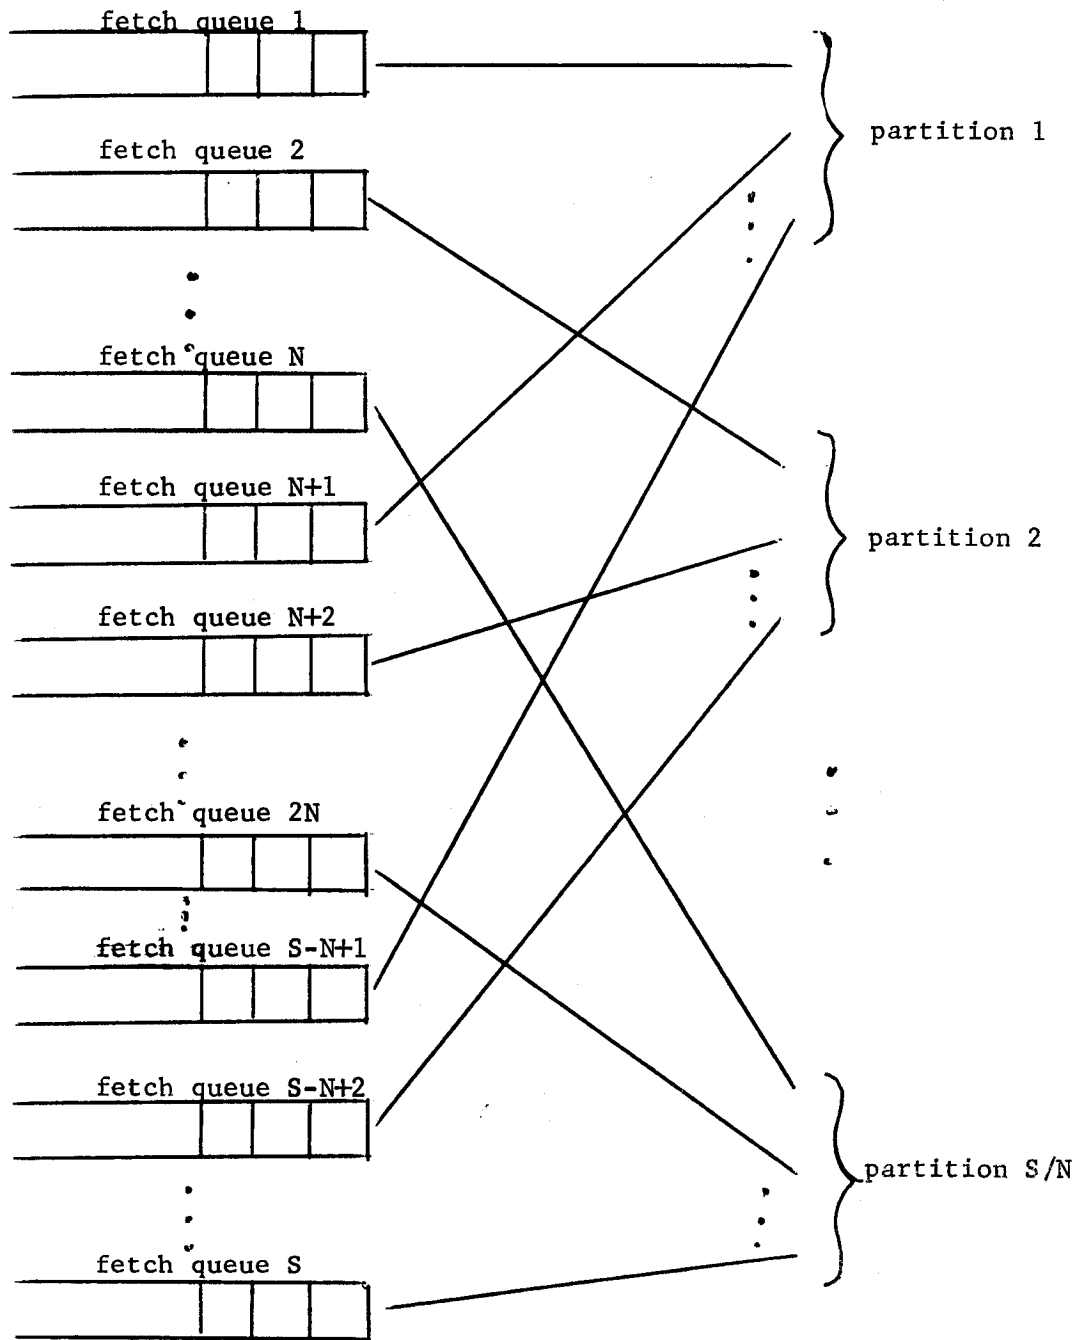 fetch queue 1
partition 1
fetch queue 2
fetch queue N
fetch queue N+1
partition 2
fetch queue N+2
fetch queue 2N
fetch queue S-N+1
fetch queue S-N+2
partition S/N
fetch queue S